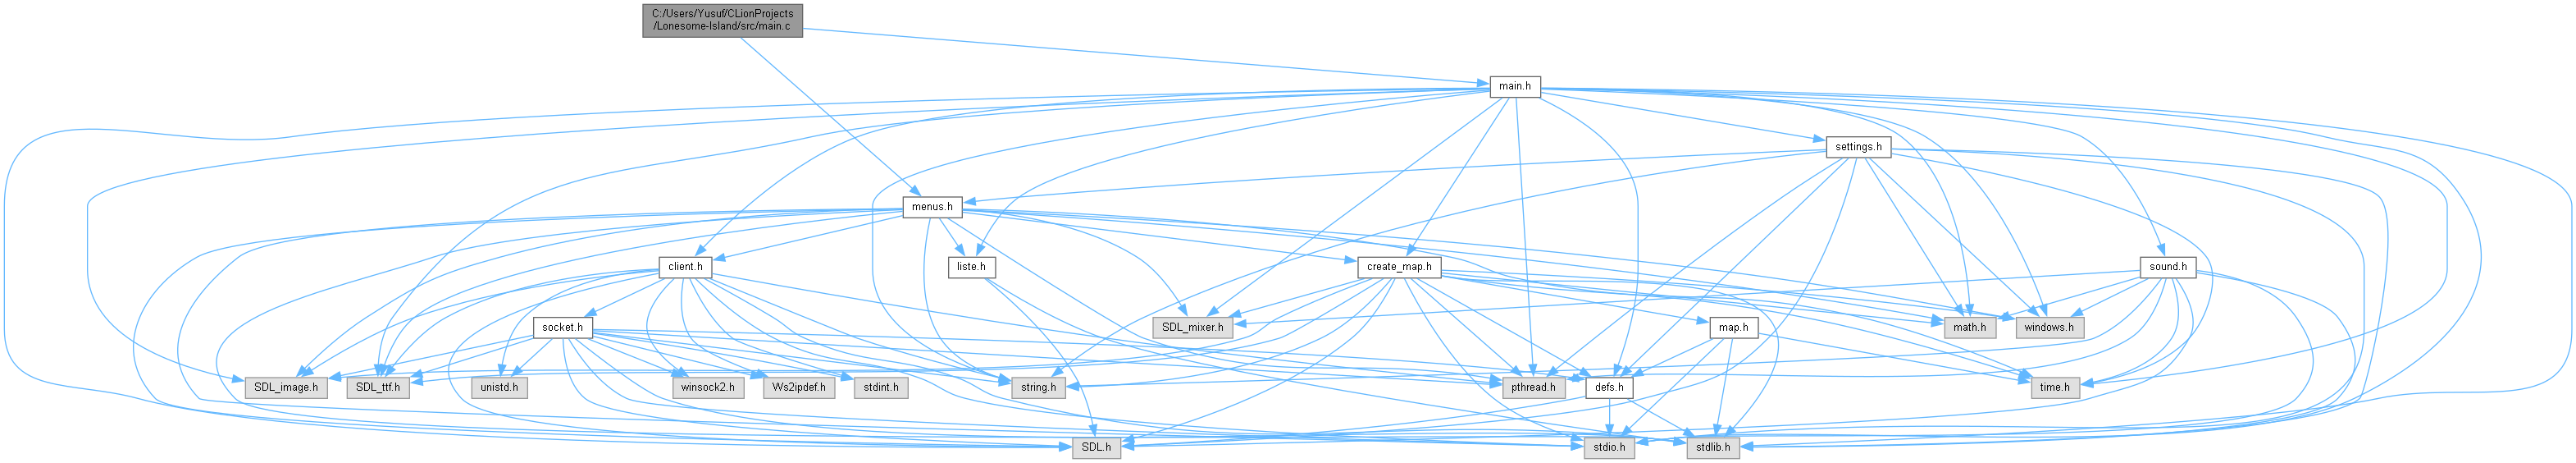 C:/Users/Yusuf/CLionProjects
/Lonesome-Island/src/main.c
main.h
settings.h
menus.h
client.h
liste.h
create_map.h
sound.h
socket.h
SDL_mixer.h
map.h
math.h
windows.h
SDL_image.h
SDL_ttf.h
unistd.h
winsock2.h
Ws2ipdef.h
stdint.h
string.h
pthread.h
defs.h
time.h
SDL.h
stdio.h
stdlib.h